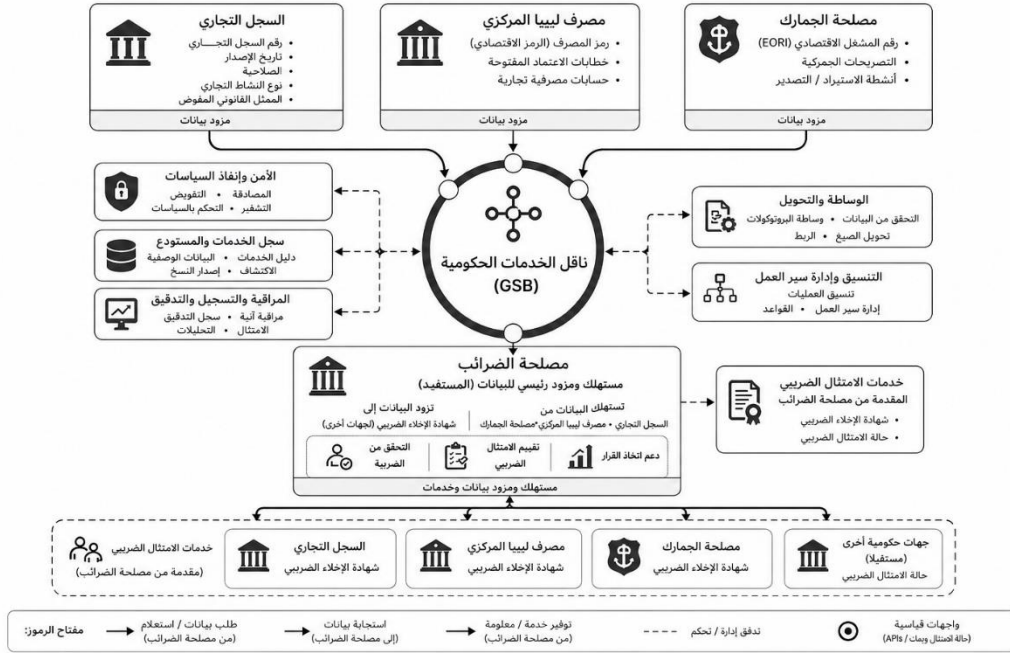 السجل التجاري
• رقم السجل التجـــاري
• تاريخ الإصدار
• الصلاحية
• نوع النشاط التجاري
• الممثل القانوني المفوض
مزود بيانات
مصرف ليبيا المركزي
• رمز المصرف (الرمز الاقتصادي)
• خطابات الاعتماد المفتوحة
• حسابات مصرفية تجارية
مزود بيانات
مصلحة الجمارك
• رقم المشغل الاقتصادي (EORI)
• التصريحات الجمركية
• أنشطة الاستيراد / التصدير
مزود بيانات
الأمن وإنفاذ السياسات
المصادقة • التفويض
التشفير • التحكم بالسياسات
سجل الخدمات والمستودع
دليل الخدمات • البيانات الوصفية
الاكتشاف • إصدار النسخ
المراقبة والتسجيل والتدقيق
مراقبة آنية • سجل التدقيق
الامتثال • التحليلات
ناقل الخدمات الحكومية
(GSB)
الوساطة والتحويل
التحقق من البيانات • وساطة البروتوكولات
تحويل الصيغ • الربط
التنسيق وإدارة سير العمل
تنسيق العمليات
إدارة سير العمل • القواعد
مصلحة الضرائب
مستهلك ومزود رئيسي للبيانات (المستفيد)
تستهلك البيانات من
السجل التجاري • مصرف ليبيا المركزي•مصلحة الجمارك
تزود البيانات إلى
شهادة الإخلاء الضريبي (لجهات أخرى)
دعم اتخاذ القرار
تقييم الامتثال
الضريبي
التحقق من
الضريبة
مستهلك ومزود بيانات وخدمات
خدمات الامتثال الضريبي
المقدمة من مصلحة الضرائب
• شهادة الإخلاء الضريبي
• حالة الامتثال الضريبي
خدمات الامتثال الضريبي
(مقدمة من مصلحة الضرائب)
السجل التجاري
شهادة الإخلاء الضريبي
مصرف ليبيا المركزي
شهادة الإخلاء الضريبي
مصلحة الجمارك
شهادة الإخلاء الضريبي
جهات حكومية أخرى
(مستقبلا)
حالة الامتثال الضريبي
مفتاح الرموز:
طلب بيانات / استعلام
(من مصلحة الضرائب)
استجابة بيانات
(إلى مصلحة الضرائب)
توفير خدمة / معلومة
(من مصلحة الضرائب)
تدفق إدارة / تحكم
واجهات قياسية
(APIs /